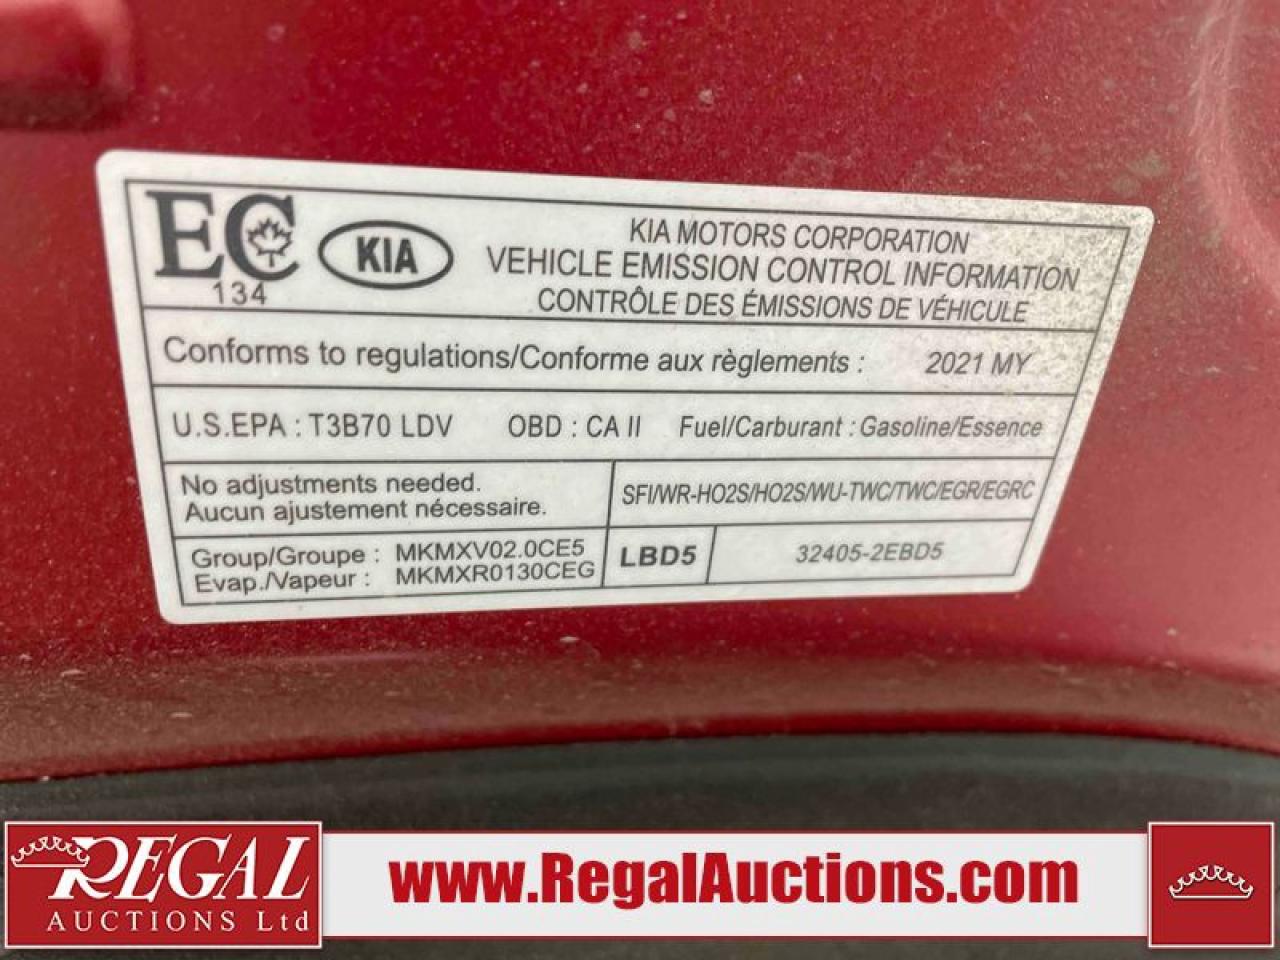 EC
134
KIA
KIA MOTORS CORPORATION
VEHICLE EMISSION CONTROL INFORMATION
CONTRÔLE DES ÉMISSIONS DE VÉHICULE
Conforms to regulations/Conforme aux règlements : 2021 MY
U.S.EPA : T3B70 LDV OBD : CA II Fuel/Carburant : Gasoline/Essence
No adjustments needed.
Aucun ajustement nécessaire.
SFI/WR-HO2S/HO2S/WU-TWC/TWC/EGR/EGRC
Group/Groupe : MKMXV02.0CE5
Evap./Vapeur : MKMXR0130CEG
LBD5
32405-2EBD5
REGAL
AUCTIONS Ltd
www.RegalAuctions.com